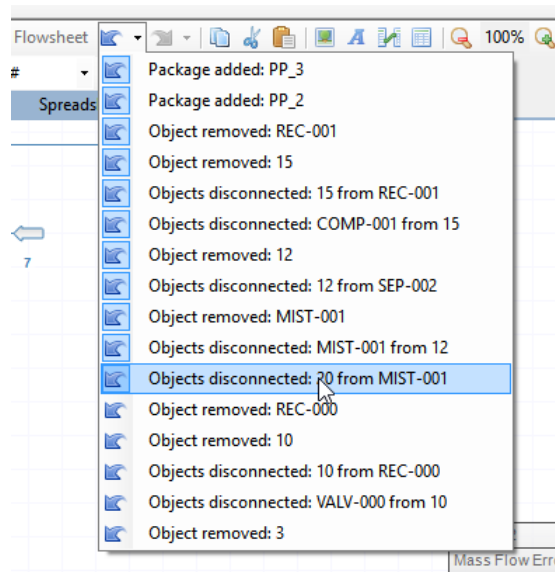 Flowsheet 100%
#
Spreads
Package added: PP_3
Package added: PP_2
Object removed: REC-001
Object removed: 15
Objects disconnected: 15 from REC-001
Objects disconnected: COMP-001 from 15
7
Object removed: 12
Objects disconnected: 12 from SEP-002
Object removed: MIST-001
Objects disconnected: MIST-001 from 12
Objects disconnected: 20 from MIST-001
Object removed: REC-000
Object removed: 10
Objects disconnected: 10 from REC-000
Objects disconnected: VALV-000 from 10
Object removed: 3
Mass Flow Err